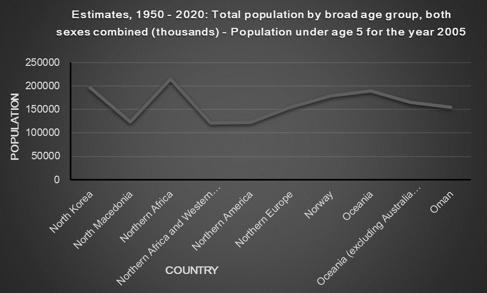 Estimates, 1950 - 2020: Total population by broad age group, both
sexes combined (thousands) - Population under age 5 for the year 2005
250000
200000
150000
100000
50000
0
POPULATION
North Korea
North Macedonia
Northern Africa
Northern Africa and Western…
Northern America
Northern Europe
Norway
Oceania
Oceania (excluding Australia…
Oman
COUNTRY